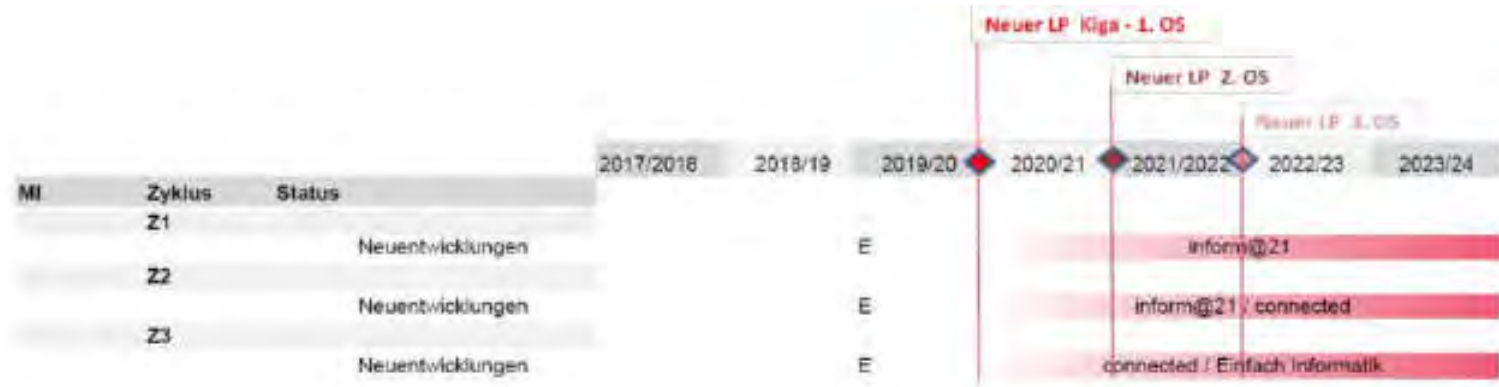 Neuer LP Kiga - 1. OS
Neuer LP 2. OS
Neuer LP 3. OS
2017/2018 2018/19 2019/20 2020/21 2021/2022 2022/23 2023/24
MI Zyklus Status
Z1
Neuentwicklungen E inform@21
Z2
Neuentwicklungen E inform@21 / connected
Z3
Neuentwicklungen E connected / Einfach Informatik